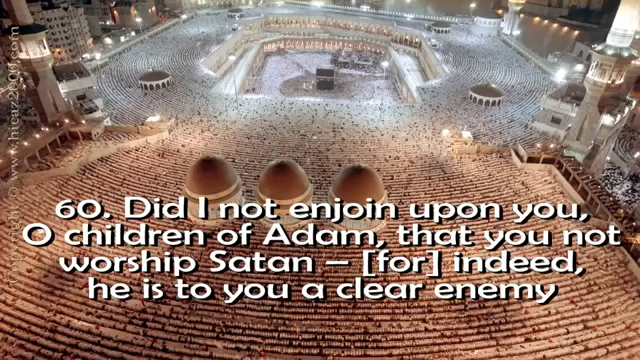 60. Did I not enjoin upon you,
O children of Adam, that you not
worship Satan – [for] indeed,
he is to you a clear enemy